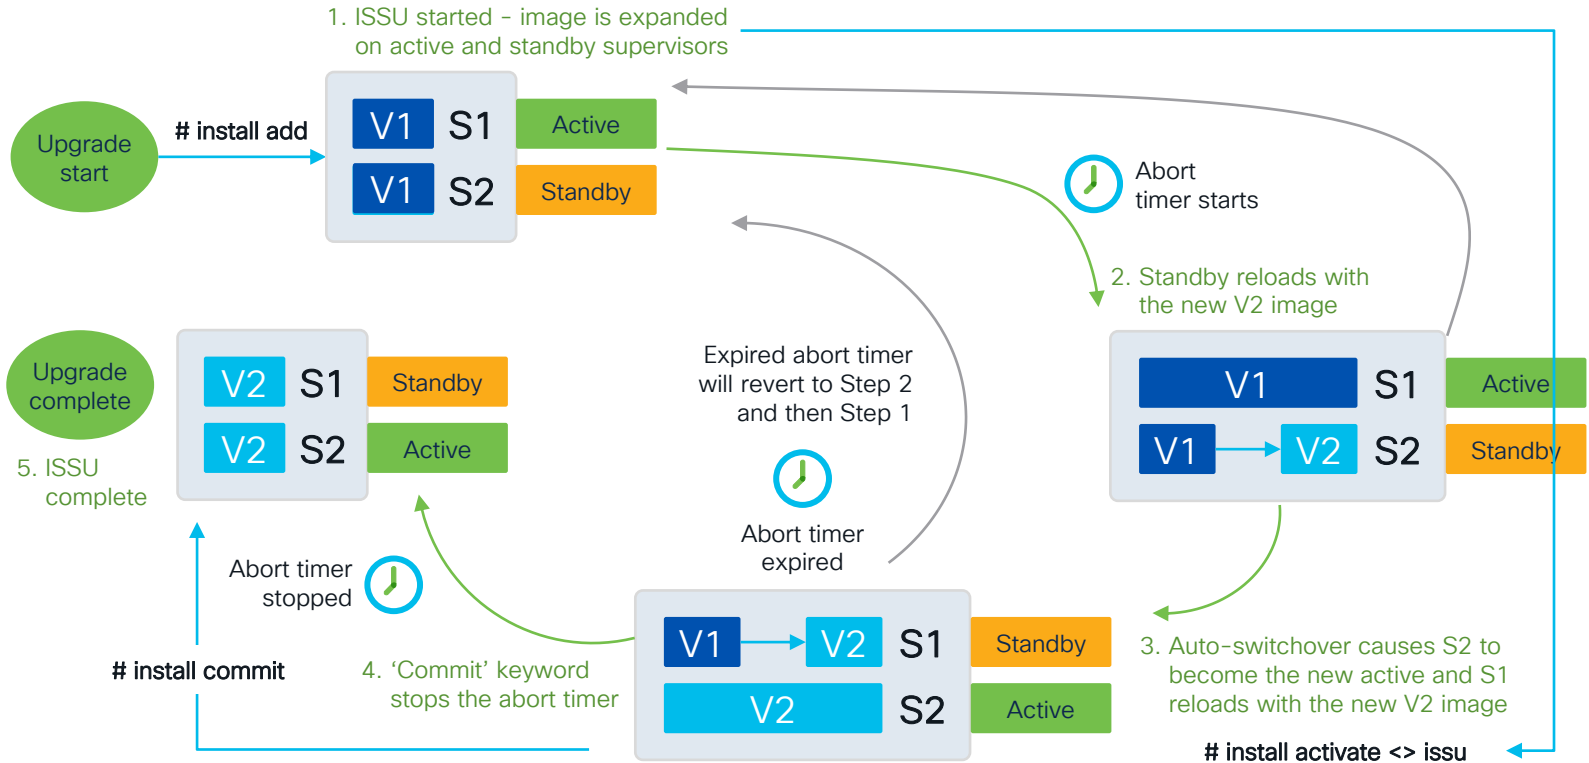 1. ISSU started - image is expanded
on active and standby supervisors
Upgrade
start
# install add
V1 S1 Active
V1 S2 Standby
Abort
timer starts
2. Standby reloads with
the new V2 image
V1 S1 Active
V1 V2 S2 Standby
3. Auto-switchover causes S2 to
become the new active and S1
reloads with the new V2 image
# install activate <> issu
Expired abort timer
will revert to Step 2
and then Step 1
Abort timer
expired
V1 V2 S1 Standby
V2 S2 Active
4. ‘Commit’ keyword
stops the abort timer
Abort timer
stopped
# install commit
Upgrade
complete
V2 S1 Standby
V2 S2 Active
5. ISSU
complete